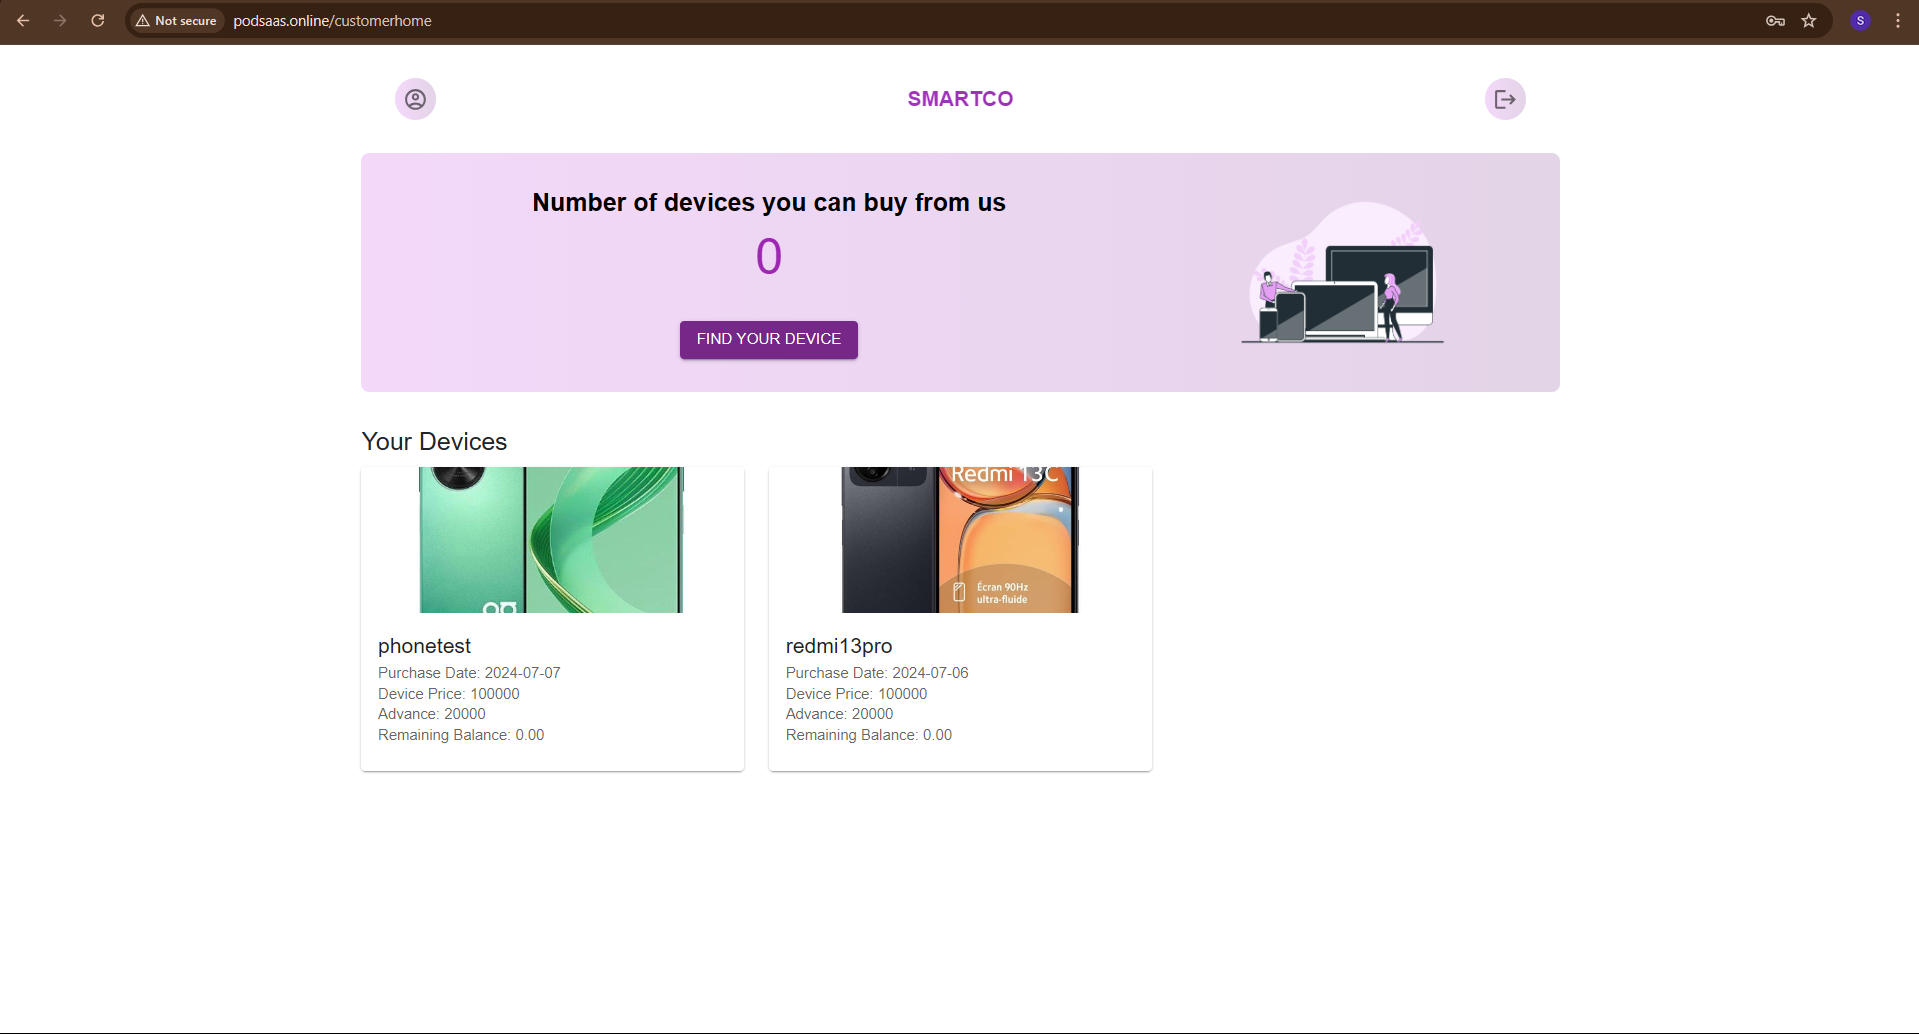 Not secure podsaas.online/customerhome S
SMARTCO
Number of devices you can buy from us
0
FIND YOUR DEVICE
Your Devices
Redmi 13C
Écran 90Hz
ultra-fluide
phonetest
Purchase Date: 2024-07-07
Device Price: 100000
Advance: 20000
Remaining Balance: 0.00
redmi13pro
Purchase Date: 2024-07-06
Device Price: 100000
Advance: 20000
Remaining Balance: 0.00